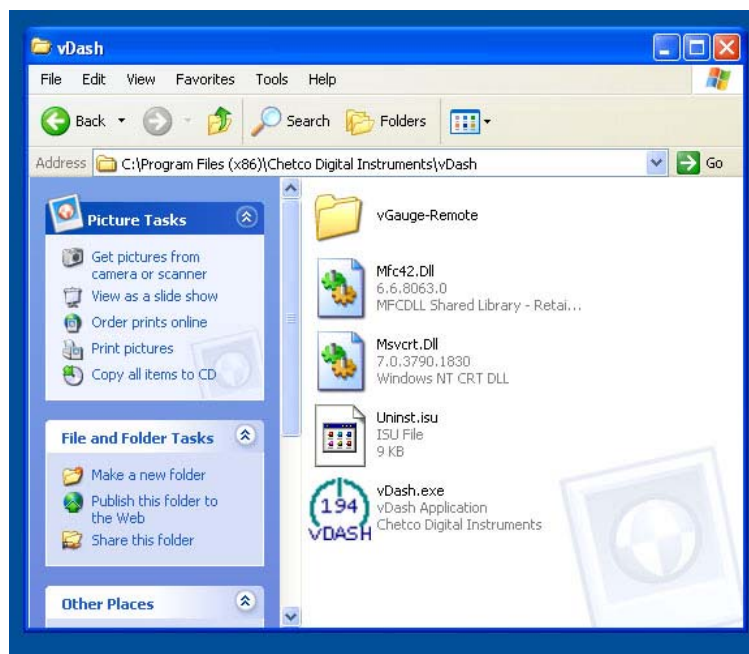 vDash
File Edit View Favorites Tools Help
Back Search Folders
Address C:\Program Files (x86)\Chetco Digital Instruments\vDash Go
Picture Tasks
Get pictures from
camera or scanner
View as a slide show
Order prints online
Print pictures
Copy all items to CD
File and Folder Tasks
Make a new folder
Publish this folder to
the Web
Share this folder
Other Places
vGauge-Remote
Mfc42.Dll
6.6.8063.0
MFCDLL Shared Library - Retai...
Msvcrt.Dll
7.0.3790.1830
Windows NT CRT DLL
Uninst.isu
ISU File
9 KB
194
VDASH
vDash.exe
vDash Application
Chetco Digital Instruments